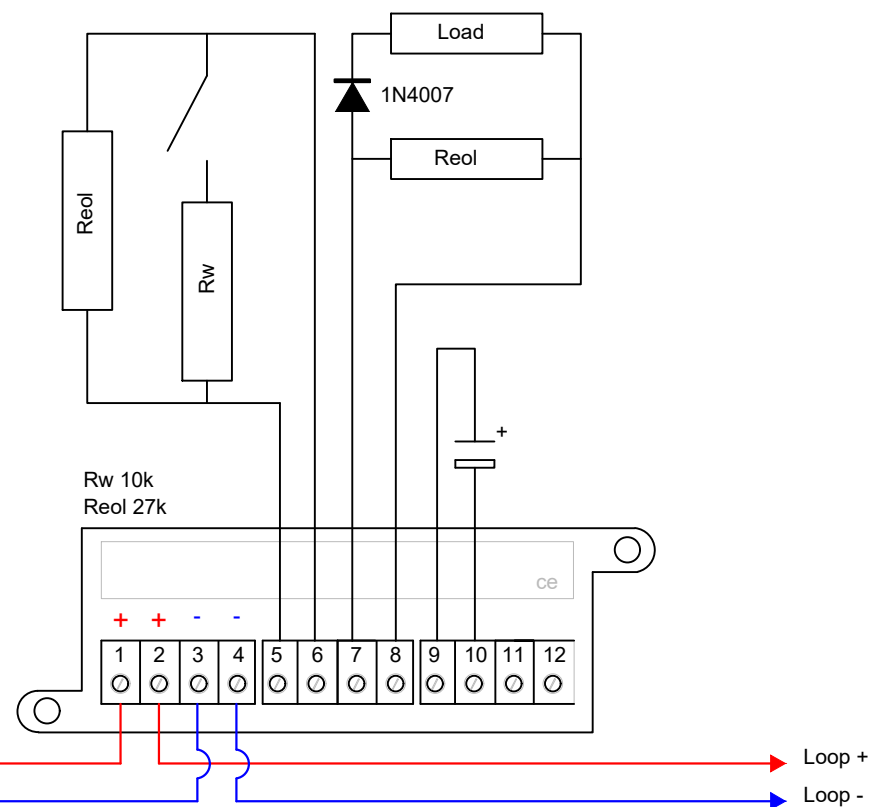 Load
1N4007
Reol
Reol
Rw
+
Rw 10k
Reol 27k
ce
+ + - -
1 2 3 4 5 6 7 8 9 10 11 12
Loop +
Loop -